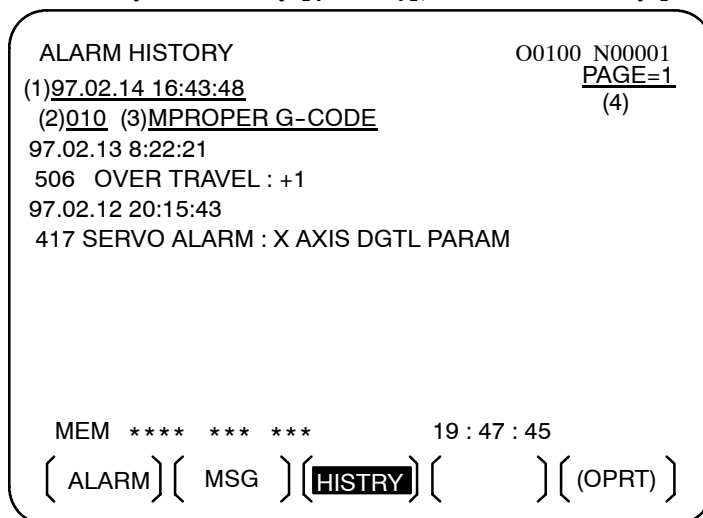 ALARM HISTORY O0100 N00001
(1)97.02.14 16:43:48 PAGE=1
(2)010 (3)MPROPER G-CODE (4)
97.02.13 8:22:21
506 OVER TRAVEL : +1
97.02.12 20:15:43
417 SERVO ALARM : X AXIS DGTL PARAM
MEM **** *** *** 19 : 47 : 45
[ ALARM ] [ MSG ] [ HISTRY ] [ ] [ (OPRT) ]